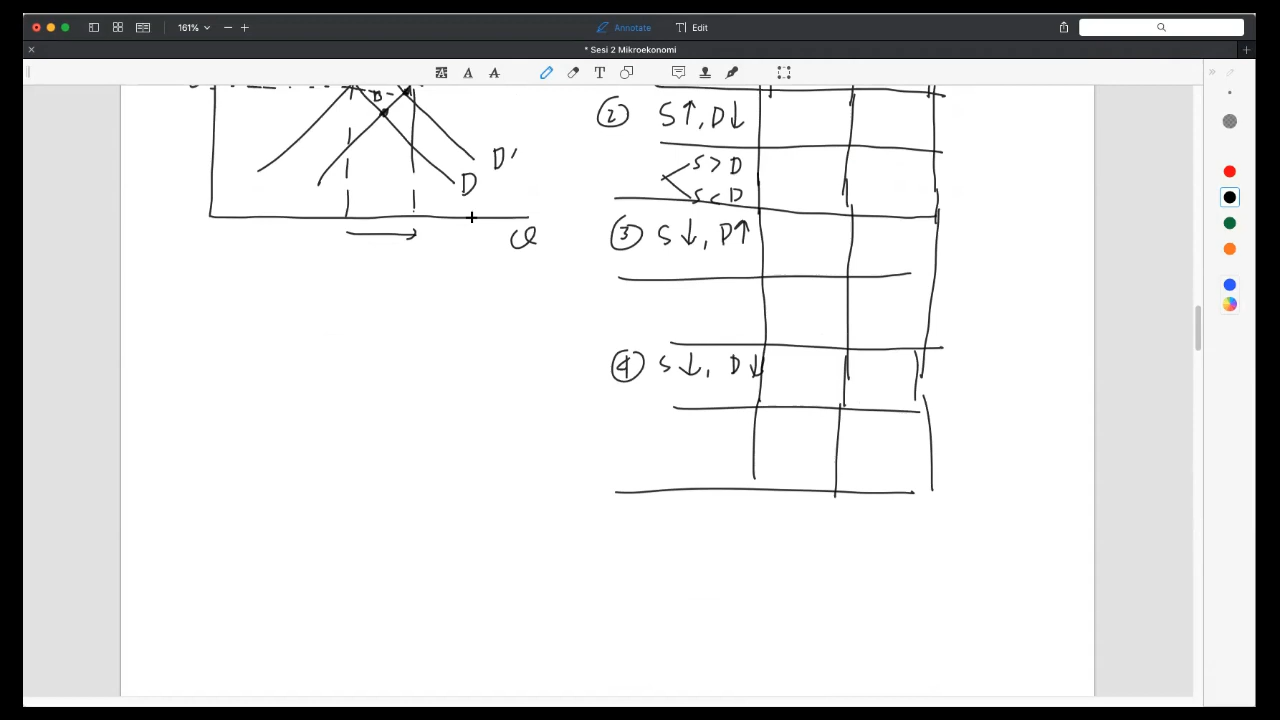 161%
Annotate
Edit
* Sesi 2 Mikroekonomi
T
D'
D
Q
② S↑, D↓
S > D
S < D
③ S↓, D↑
④ S↓, D↓